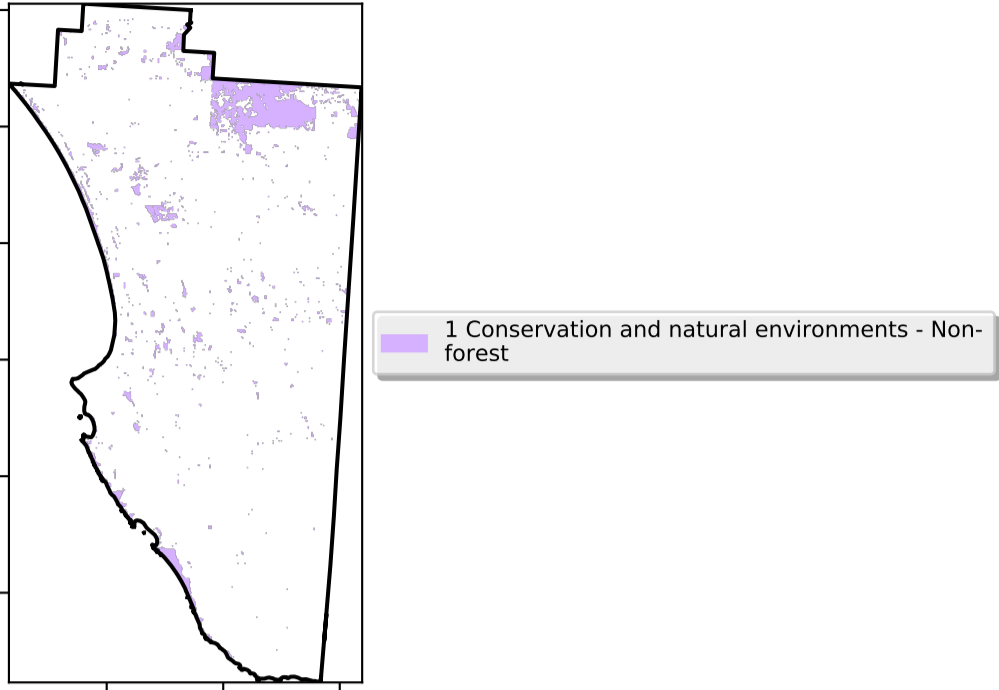 1 Conservation and natural environments - Non-
forest